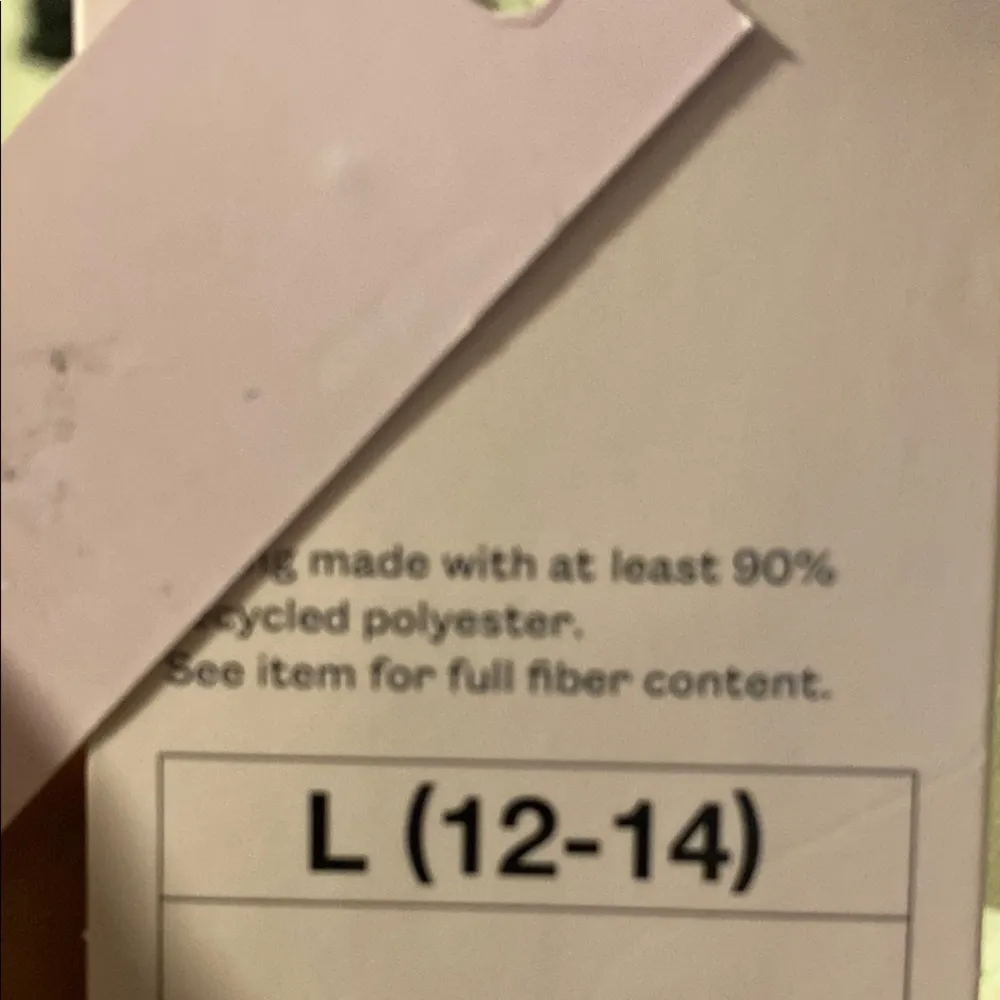 made with at least 90%
polyester.
See item for full fiber content.
L (12-14)